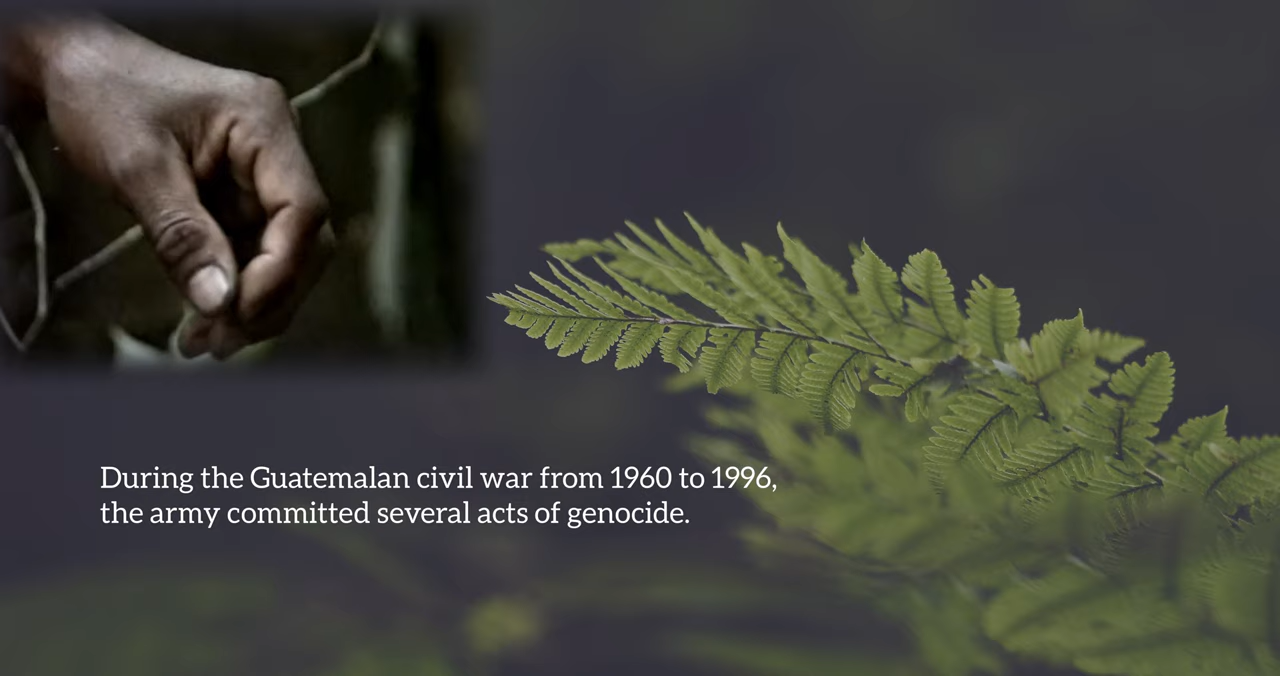 During the Guatemalan civil war from 1960 to 1996,
the army committed several acts of genocide.